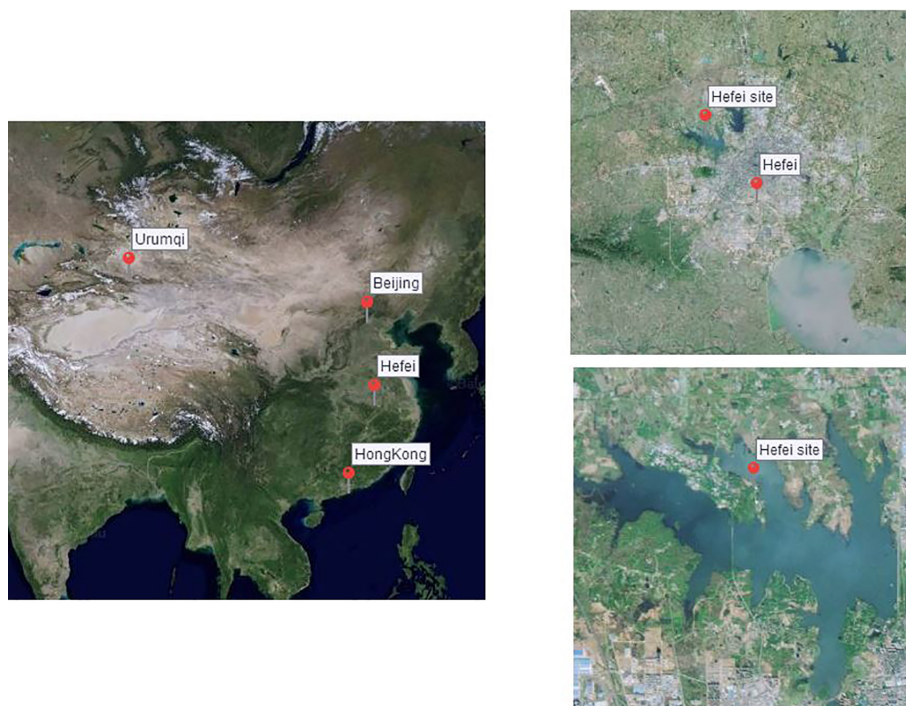 Urumqi
Beijing
Hefei
HongKong
Hefei site
Hefei
Hefei site